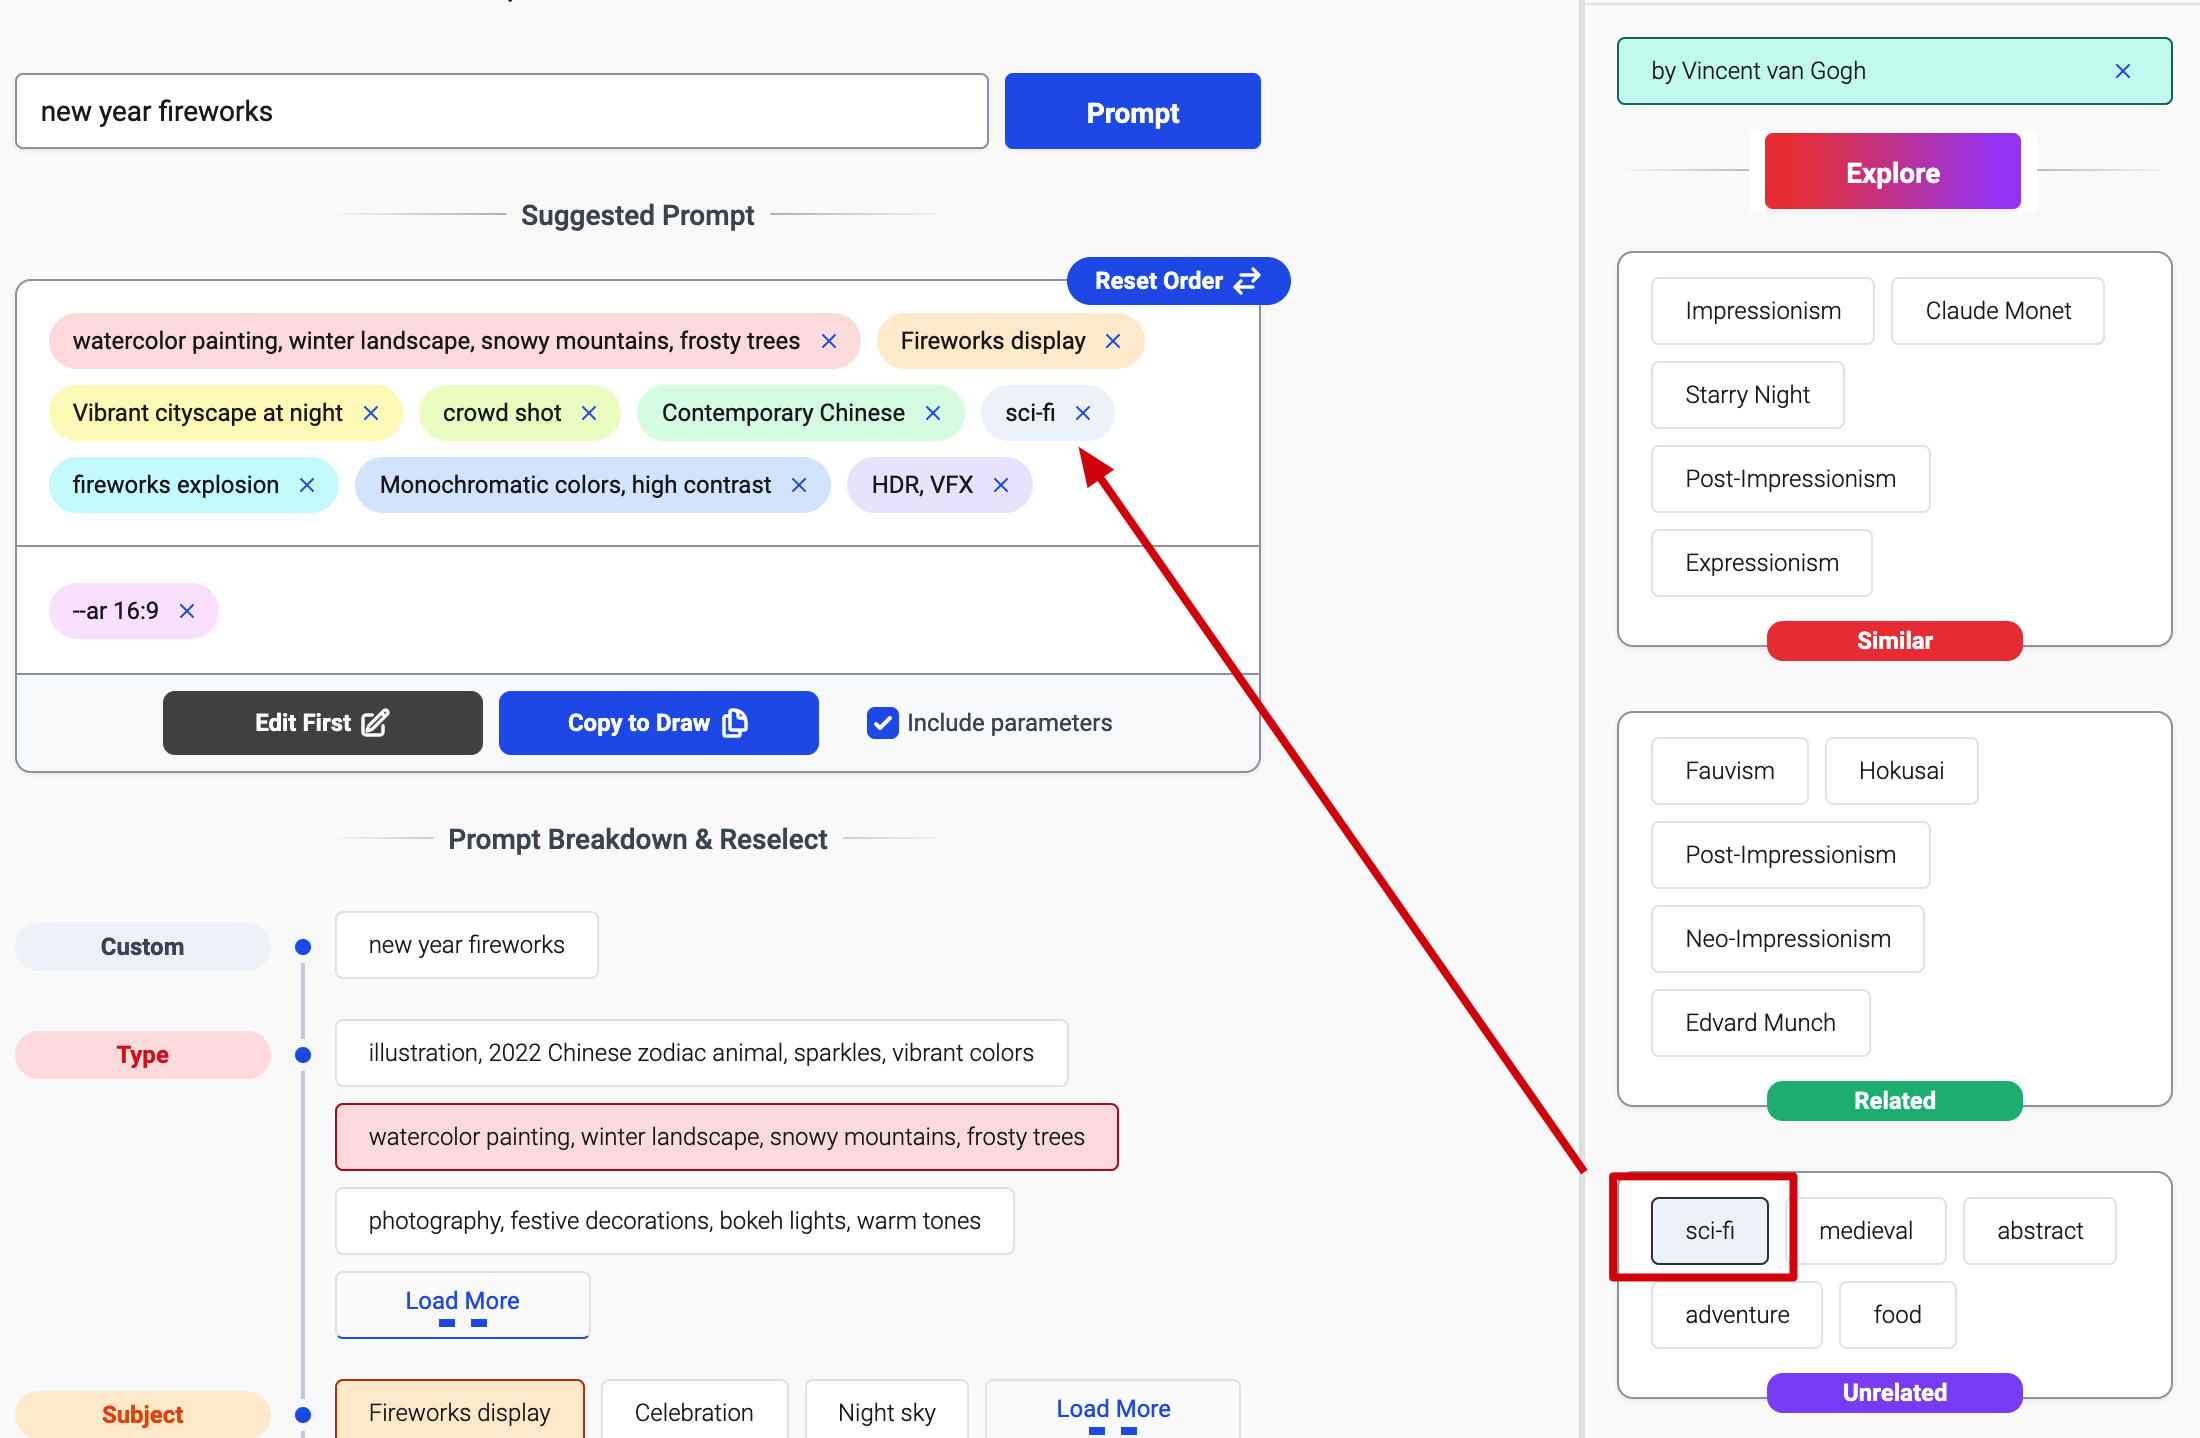 new year fireworks
Prompt
Suggested Prompt
Reset Order
watercolor painting, winter landscape, snowy mountains, frosty trees
Fireworks display
Vibrant cityscape at night
crowd shot
Contemporary Chinese
sci-fi
fireworks explosion
Monochromatic colors, high contrast
HDR, VFX
--ar 16:9
Edit First
Copy to Draw
Include parameters
Prompt Breakdown & Reselect
Custom
new year fireworks
Type
illustration, 2022 Chinese zodiac animal, sparkles, vibrant colors
watercolor painting, winter landscape, snowy mountains, frosty trees
photography, festive decorations, bokeh lights, warm tones
Load More
Subject
Fireworks display
Celebration
Night sky
Load More
by Vincent van Gogh
Explore
Impressionism
Claude Monet
Starry Night
Post-Impressionism
Expressionism
Similar
Fauvism
Hokusai
Post-Impressionism
Neo-Impressionism
Edvard Munch
Related
sci-fi
medieval
abstract
adventure
food
Unrelated